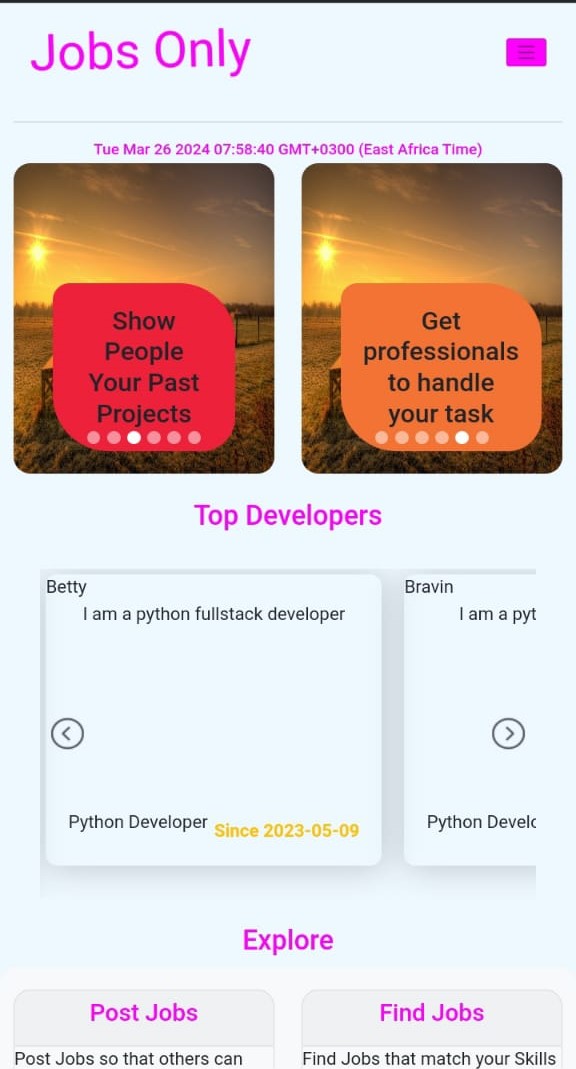 Jobs Only
Tue Mar 26 2024 07:58:40 GMT+0300 (East Africa Time)
Show
People
Your Past
Projects
Get
professionals
to handle
your task
Top Developers
Betty
I am a python fullstack developer
Python Developer
Since 2023-05-09
Bravin
I am a pyt
Python Develo
Explore
Post Jobs
Post Jobs so that others can
Find Jobs
Find Jobs that match your Skills